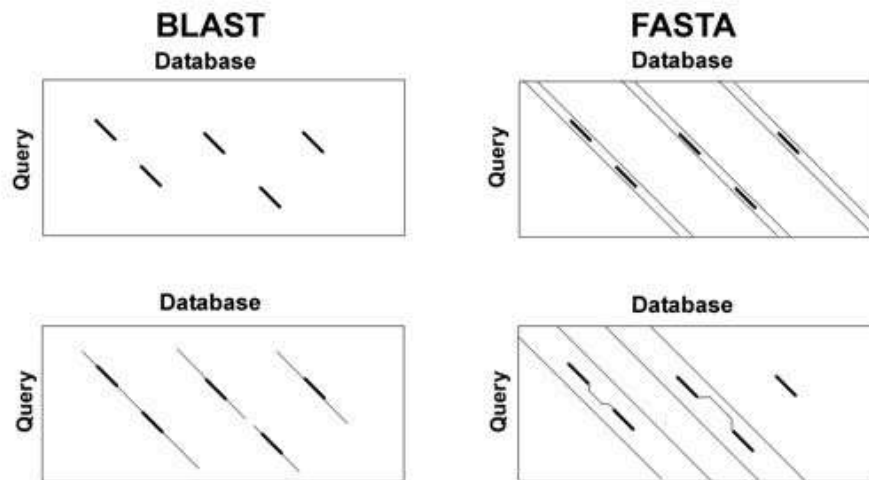 BLAST
Database
Query
FASTA
Database
Query
Database
Query
Database
Query